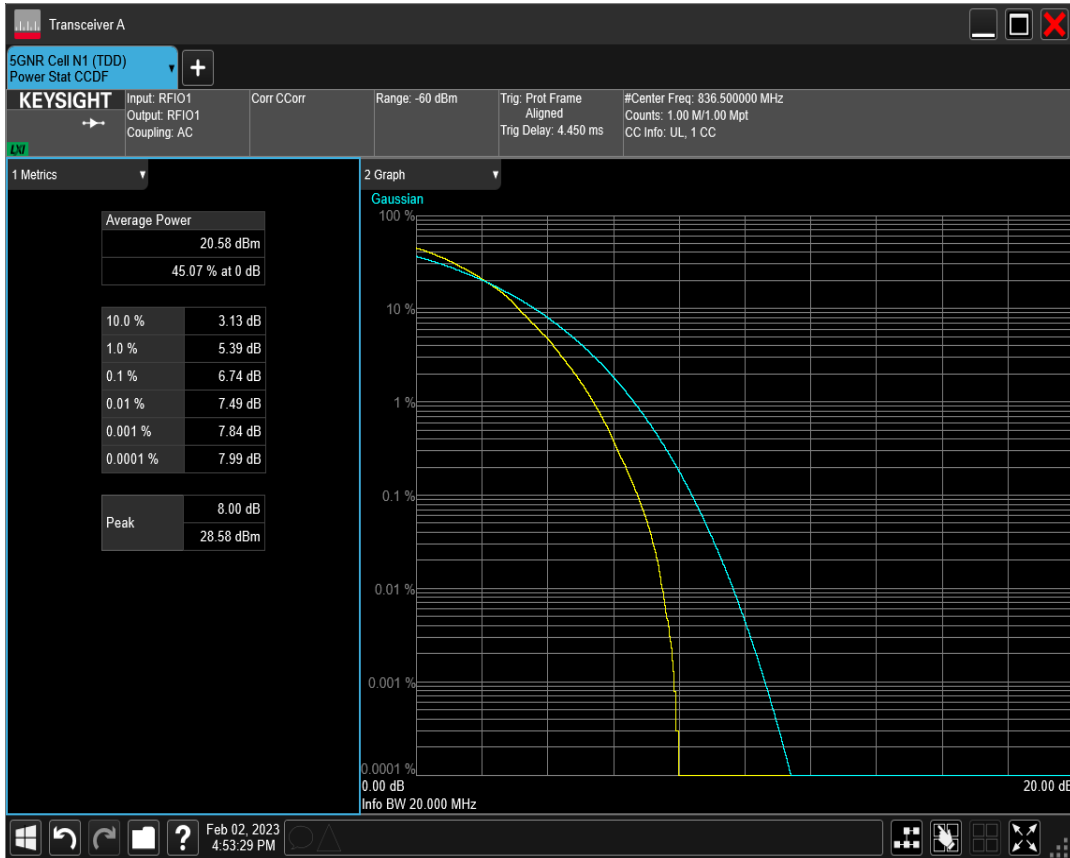 Transceiver A
5GNR Cell N1 (TDD)
Power Stat CCDF
+
KEYSIGHT
LXI
Input: RFIO1
Output: RFIO1
Coupling: AC
Corr CCorr
Range: -60 dBm
Trig: Prot Frame
Aligned
Trig Delay: 4.450 ms
#Center Freq: 836.500000 MHz
Counts: 1.00 M/1.00 Mpt
CC Info: UL, 1 CC
1 Metrics
Average Power
20.58 dBm
45.07 % at 0 dB
10.0 % 3.13 dB
1.0 % 5.39 dB
0.1 % 6.74 dB
0.01 % 7.49 dB
0.001 % 7.84 dB
0.0001 % 7.99 dB
Peak
8.00 dB
28.58 dBm
2 Graph
Gaussian
100 %
10 %
1 %
0.1 %
0.01 %
0.001 %
0.0001 %
0.00 dB 20.00 dB
Info BW 20.000 MHz
?
Feb 02, 2023
4:53:29 PM